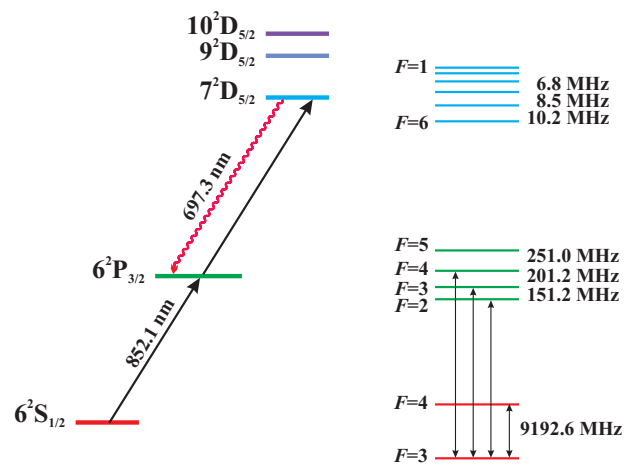 10²D₅/₂
9²D₅/₂
7²D₅/₂
697.3 nm
6²P₃/₂
852.1 nm
6²S₁/₂
F=1
6.8 MHz
8.5 MHz
F=6
10.2 MHz
F=5
251.0 MHz
F=4
201.2 MHz
F=3
151.2 MHz
F=2
F=4
9192.6 MHz
F=3